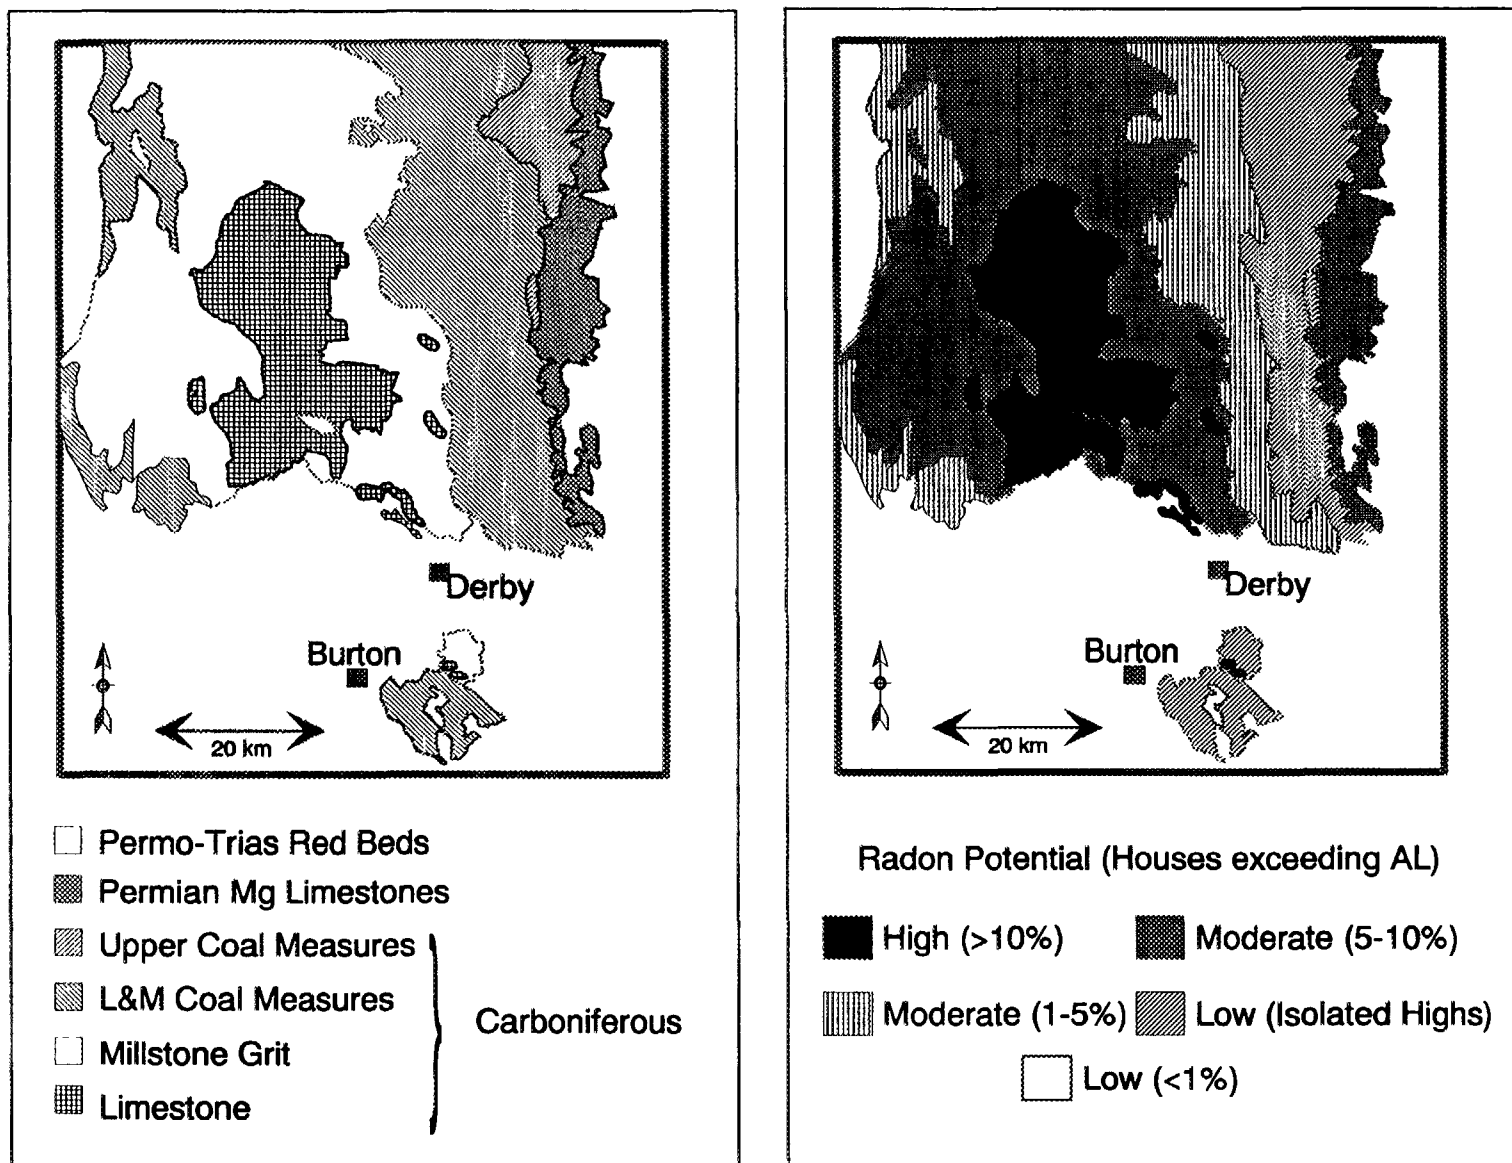 Derby
Burton
20 km
Permo-Trias Red Beds
Permian Mg Limestones
Upper Coal Measures
L&M Coal Measures
Carboniferous
Millstone Grit
Limestone
Derby
Burton
20 km
Radon Potential (Houses exceeding AL)
High (>10%)
Moderate (5-10%)
Moderate (1-5%)
Low (Isolated Highs)
Low (<1%)